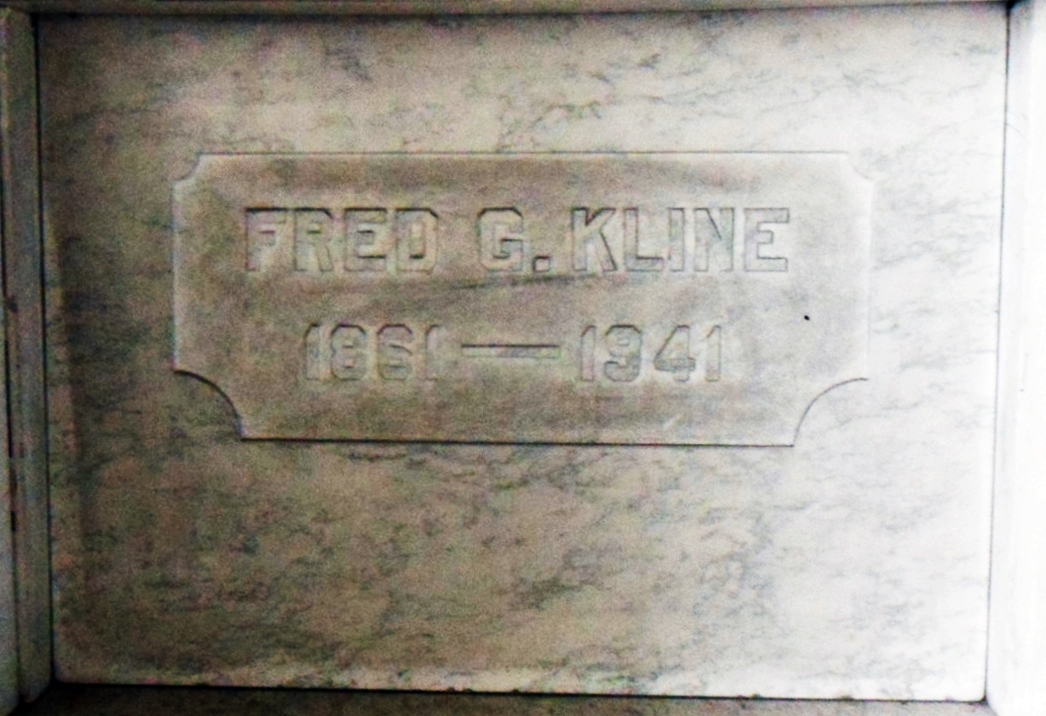 FRED G. KLINE
1861 — 1941